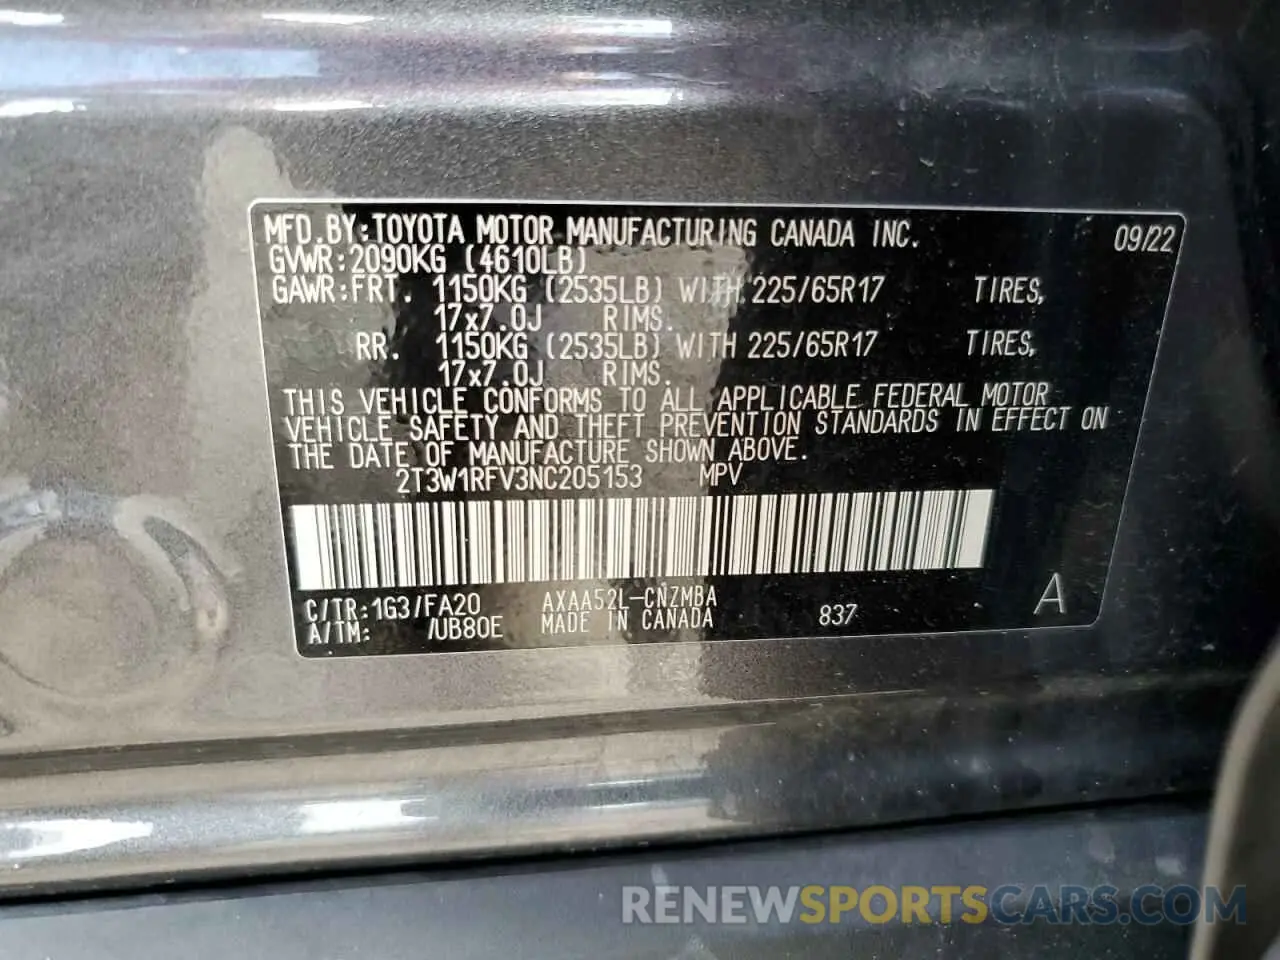 MFD.BY:TOYOTA MOTOR MANUFACTURING CANADA INC. 09/22
GVWR:2090KG (4610LB)
GAWR:FRT. 1150KG (2535LB) WITH 225/65R17 TIRES,
17x7.0J RIMS.
RR. 1150KG (2535LB) WITH 225/65R17 TIRES,
17x7.0J RIMS.
THIS VEHICLE CONFORMS TO ALL APPLICABLE FEDERAL MOTOR
VEHICLE SAFETY AND THEFT PREVENTION STANDARDS IN EFFECT ON
THE DATE OF MANUFACTURE SHOWN ABOVE.
2T3W1RFV3NC205153 MPV
C/TR:1G3/FA20 AXAA52L-CNZMBA
A/TM: /UB80E MADE IN CANADA 837 A
RENEWSPORTSCARS.COM